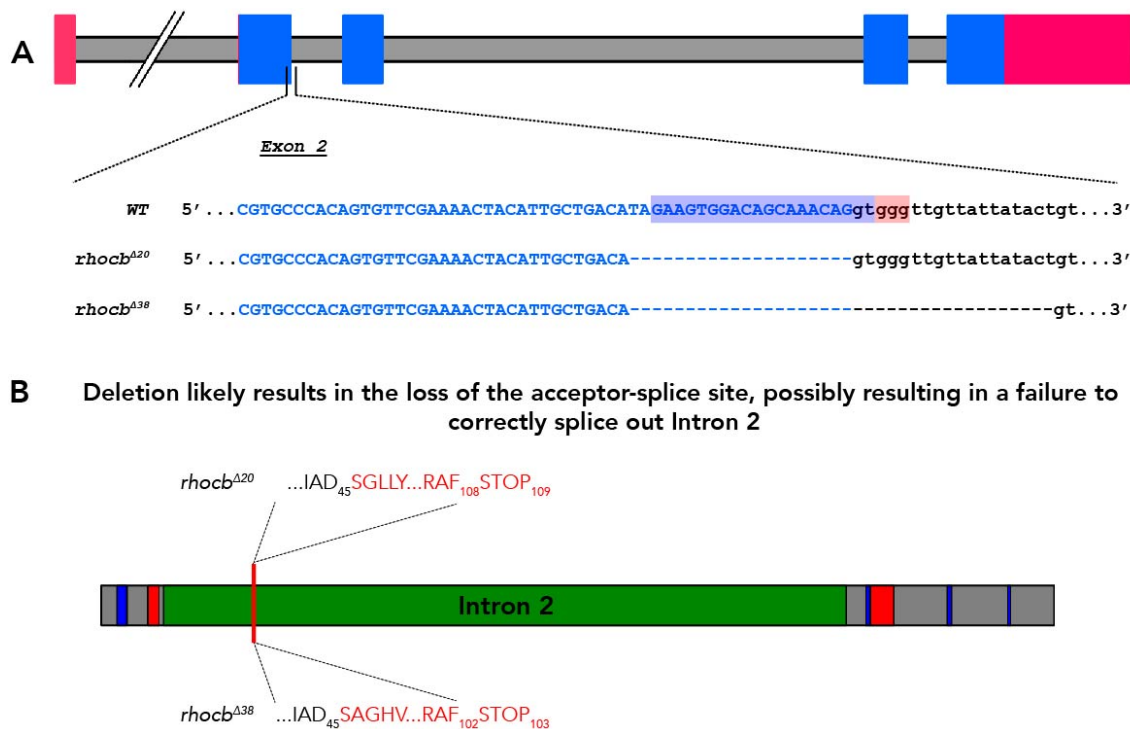 A
Exon 2
WT 5’...CGTGCCCACAGTGTTCGAAAACTACATTGCTGACATAGAAGTGGACAGCAAACAGgtgggttgttattatactgt...3’
rhocbΔ20 5’...CGTGCCCACAGTGTTCGAAAACTACATTGCTGACA-------------------gtgggttgttattatactgt...3’
rhocbΔ38 5’...CGTGCCCACAGTGTTCGAAAACTACATTGCTGACA------------------------------------gt...3’
B Deletion likely results in the loss of the acceptor-splice site, possibly resulting in a failure to
correctly splice out Intron 2
rhocbΔ20 ...IAD45SGLLY...RAF108STOP109
Intron 2
rhocbΔ38 ...IAD45SAGHV...RAF102STOP103